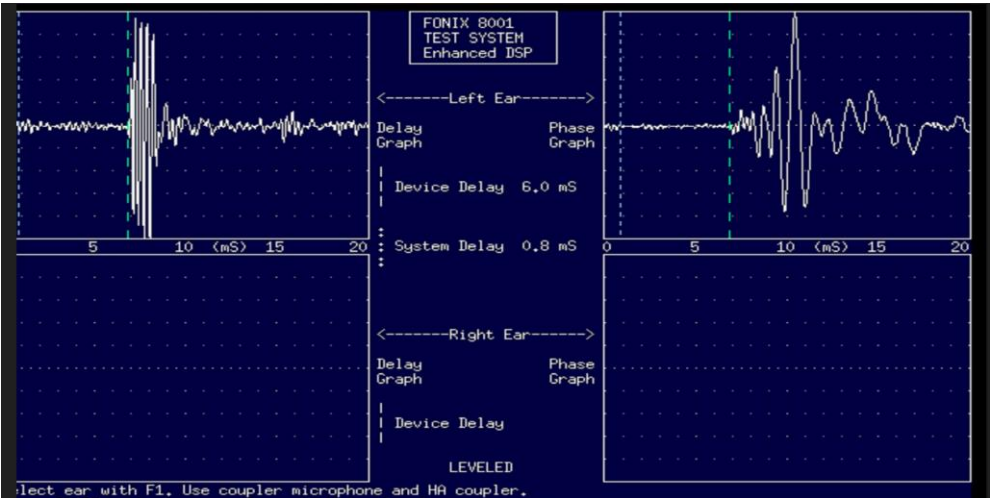 FONIX 8001
TEST SYSTEM
Enhanced DSP
<-------Left Ear------->
Delay Phase
Graph Graph
Device Delay 6.0 mS
System Delay 0.8 mS
5 10 (mS) 15 20
0 5 10 (mS) 15 20
<-------Right Ear------>
Delay Phase
Graph Graph
Device Delay
LEVELED
elect ear with F1. Use coupler microphone and HA coupler.